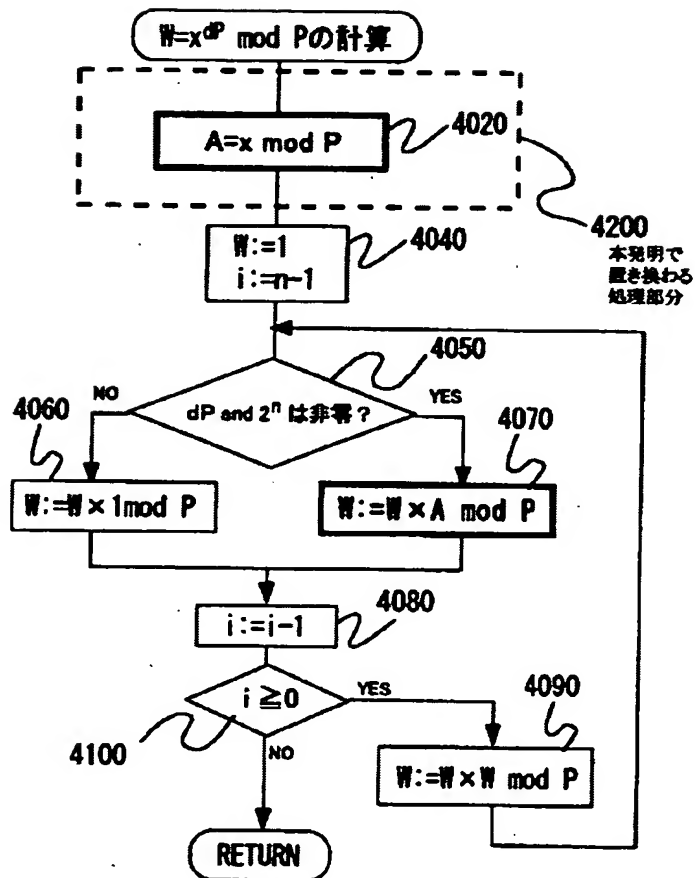 W=x^dP mod Pの計算
A=x mod P
4020
W:=1
i:=n-1
4040
4200
本発明で
置き換わる
処理部分
4050
dP and 2^n は非零？
NO
YES
4060
W:=W×1mod P
4070
W:=W×A mod P
i:=i-1
4080
i≧0
YES
4100
NO
4090
W:=W×W mod P
RETURN